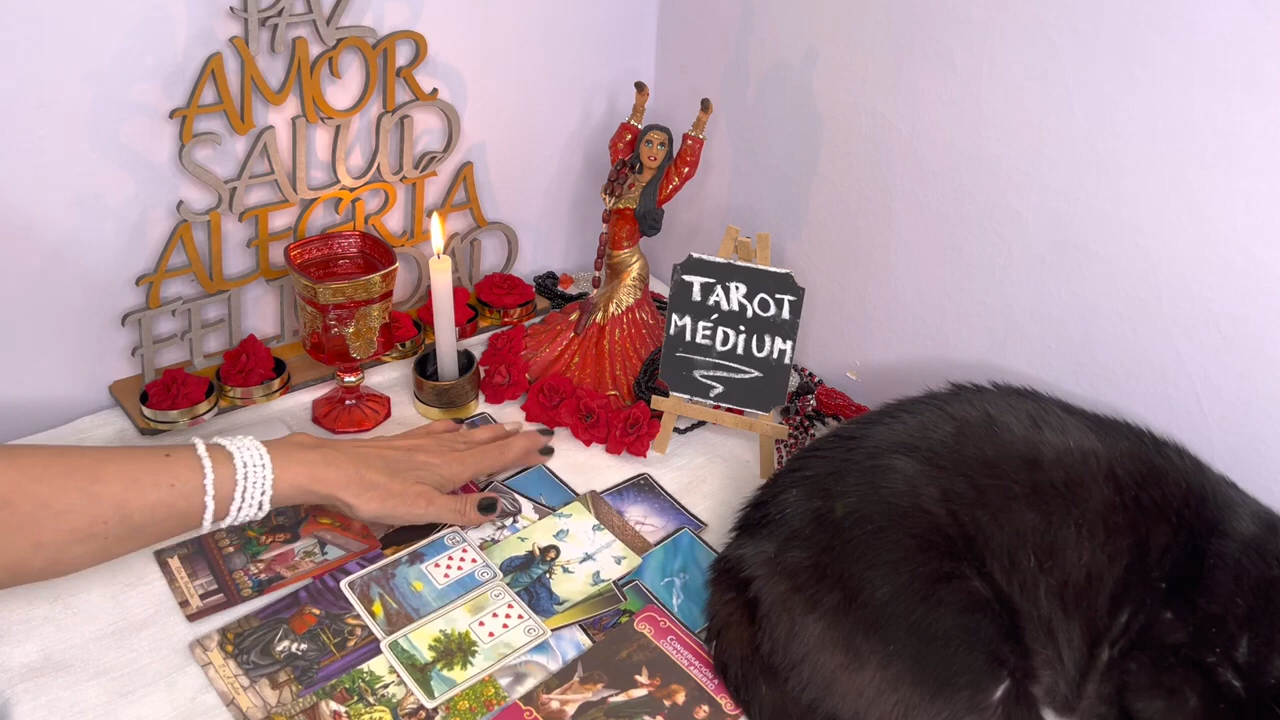 PAZ
AMOR
SALUD
ALEGRÍA
TAROT
MÉDIUM
CONVERSACIÓN A
CORAZÓN ABIERTO